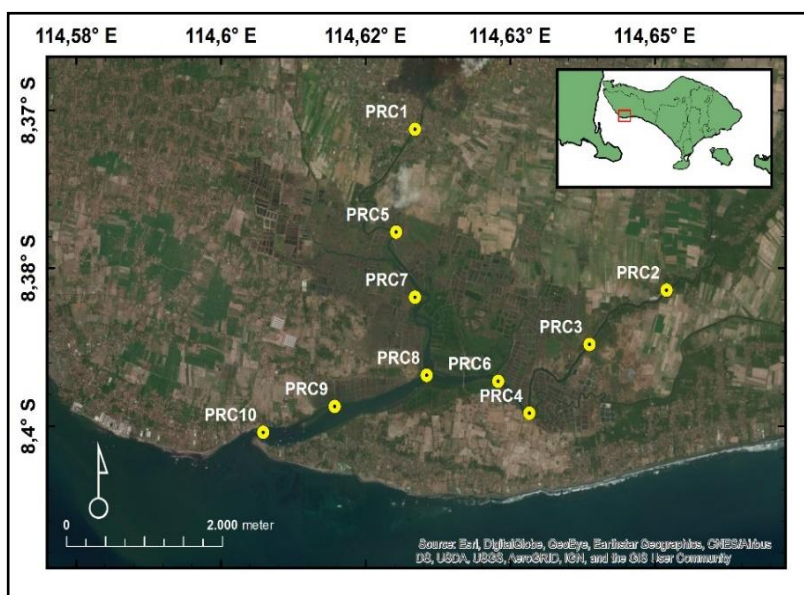 114,58° E 114,6° E 114,62° E 114,63° E 114,65° E
8,37° S
8,38° S
8,4° S
PRC1
PRC5
PRC2
PRC7
PRC3
PRC8
PRC6
PRC9
PRC4
PRC10
0 2.000 meter
Source: Esri, DigitalGlobe, GeoEye, Earthstar Geographics, CNES/Airbus
DS, USDA, USGS, AeroGRID, IGN, and the GIS User Community